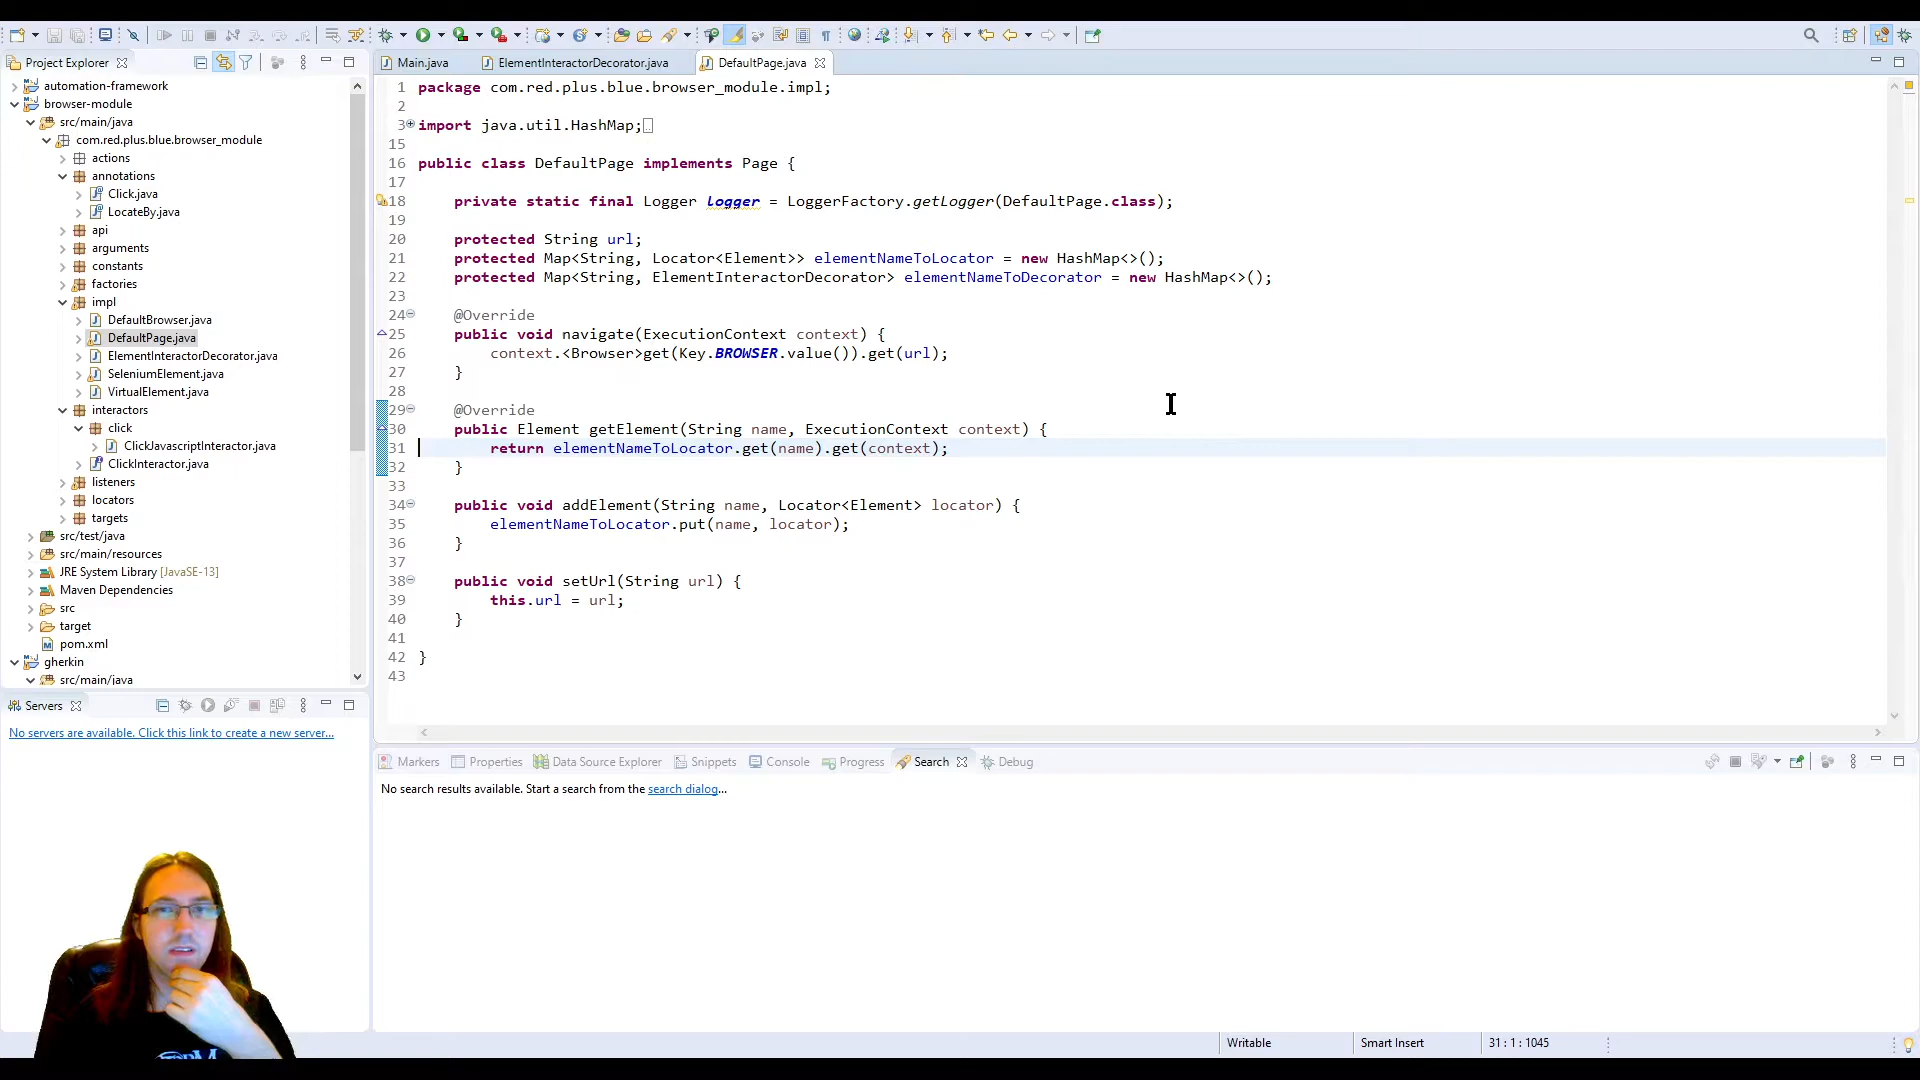 Project Explorer
automation-framework
browser-module
src/main/java
com.red.plus.blue.browser_module
actions
annotations
Click.java
LocateBy.java
api
arguments
constants
factories
impl
DefaultBrowser.java
DefaultPage.java
ElementInteractorDecorator.java
SeleniumElement.java
VirtualElement.java
interactors
click
ClickJavascriptInteractor.java
ClickInteractor.java
listeners
locators
targets
src/test/java
src/main/resources
JRE System Library [JavaSE-13]
Maven Dependencies
src
target
pom.xml
gherkin
src/main/java
Servers
No servers are available. Click this link to create a new server...
Main.java ElementInteractorDecorator.java DefaultPage.java
1 package com.red.plus.blue.browser_module.impl;
2
3 import java.util.HashMap;
15
16 public class DefaultPage implements Page {
17
18 private static final Logger logger = LoggerFactory.getLogger(DefaultPage.class);
19
20 protected String url;
21 protected Map<String, Locator<Element>> elementNameToLocator = new HashMap<>();
22 protected Map<String, ElementInteractorDecorator> elementNameToDecorator = new HashMap<>();
23
24 @Override
25 public void navigate(ExecutionContext context) {
26 context.<Browser>get(Key.BROWSER.value()).get(url);
27 }
28
29 @Override
30 public Element getElement(String name, ExecutionContext context) {
31 return elementNameToLocator.get(name).get(context);
32 }
33
34 public void addElement(String name, Locator<Element> locator) {
35 elementNameToLocator.put(name, locator);
36 }
37
38 public void setUrl(String url) {
39 this.url = url;
40 }
41
42 }
43
Markers Properties Data Source Explorer Snippets Console Progress Search Debug
No search results available. Start a search from the search dialog...
Writable Smart Insert 31 : 1 : 1045